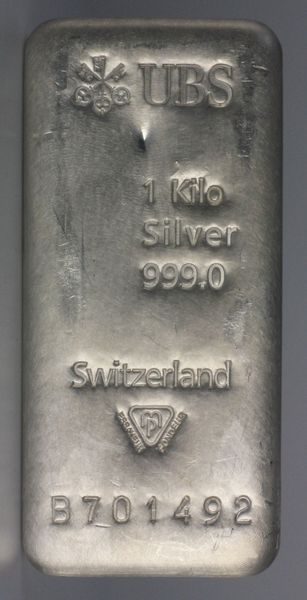 UBS
1 Kilo
Silver
999.0
Switzerland
B701492